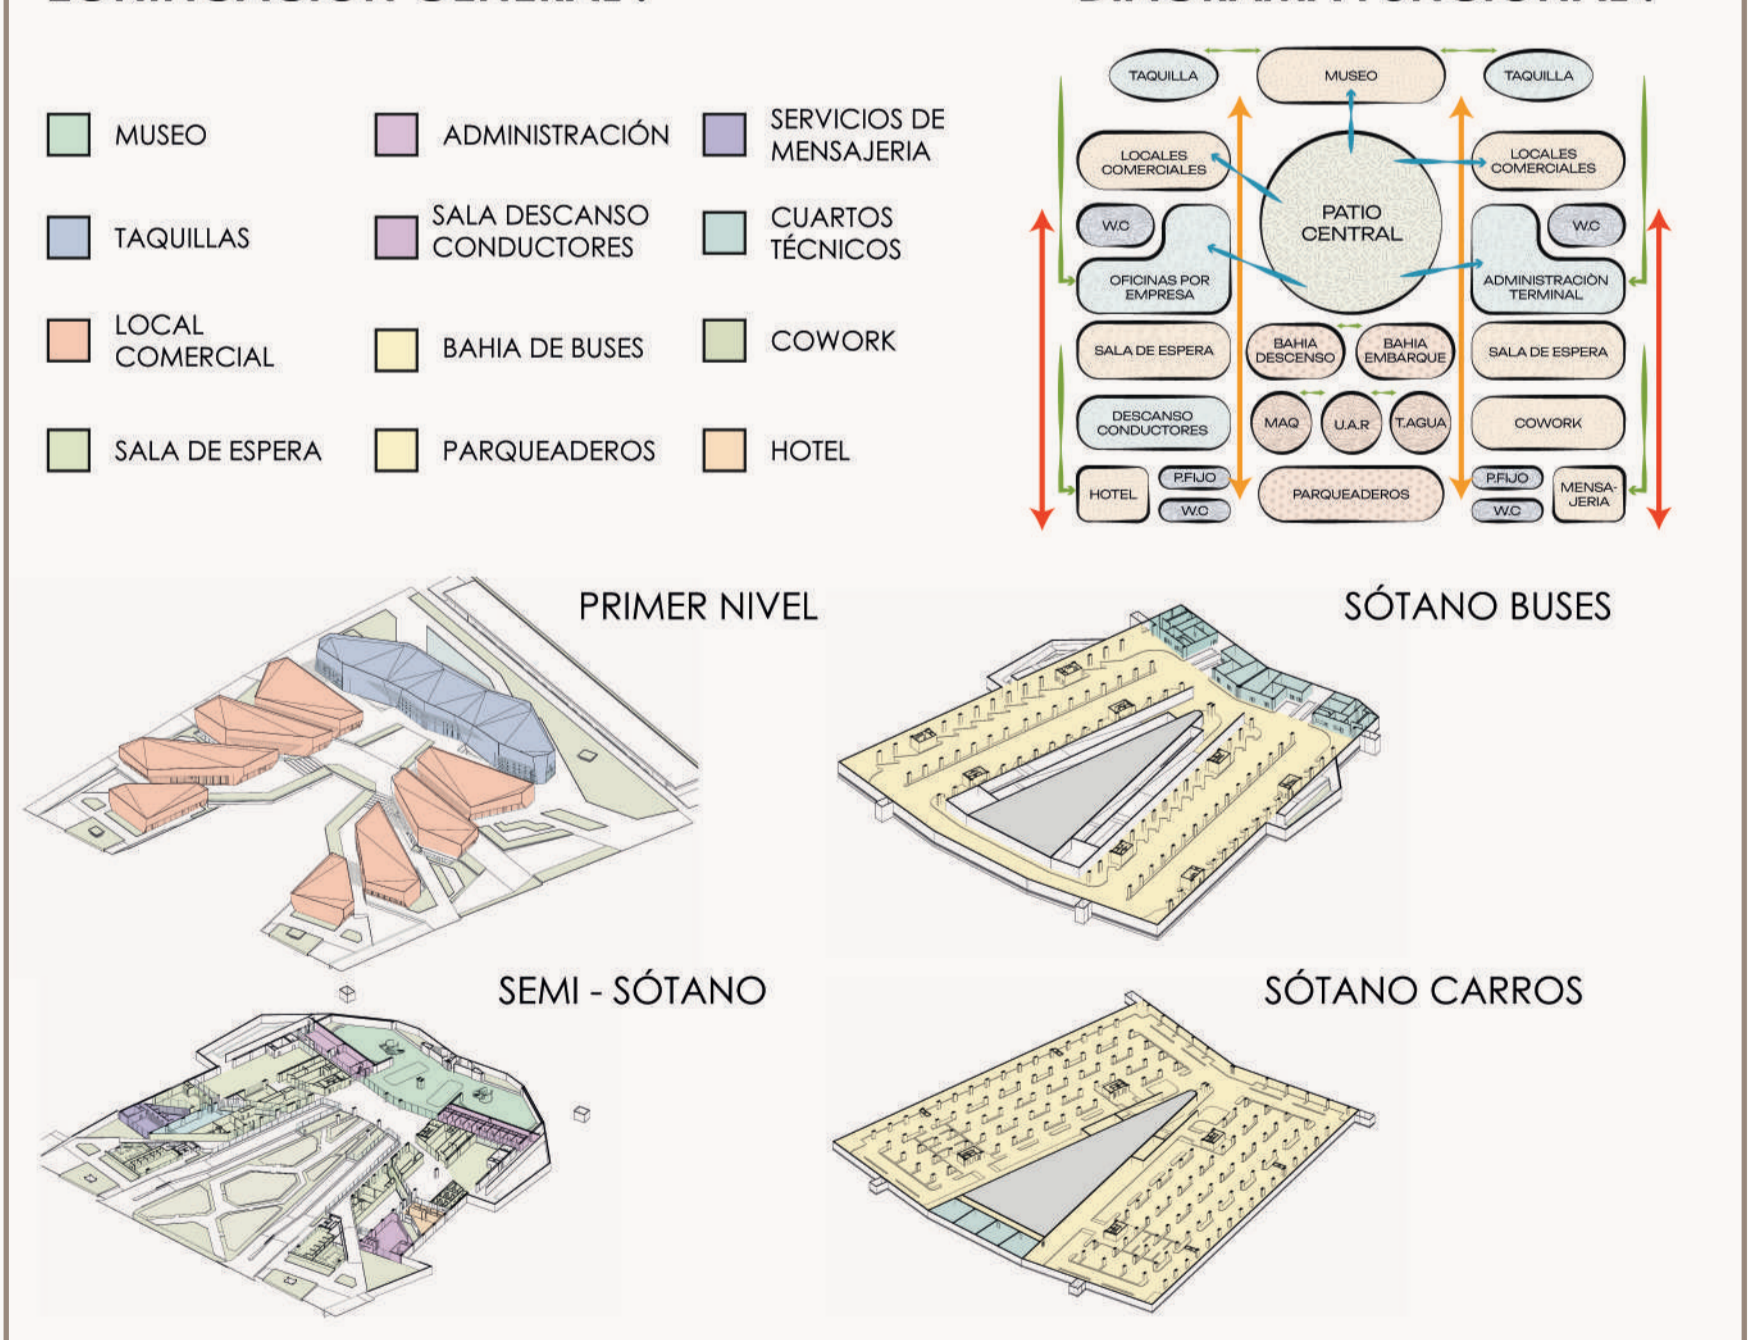 MUSEO
ADMINISTRACIÓN
SERVICIOS DE
MENSAJERIA
TAQUILLAS
SALA DESCANSO
CONDUCTORES
CUARTOS
TÉCNICOS
LOCAL
COMERCIAL
BAHIA DE BUSES
COWORK
SALA DE ESPERA
PARQUEADEROS
HOTEL
TAQUILLA
MUSEO
TAQUILLA
LOCALES
COMERCIALES
LOCALES
COMERCIALES
W.C
PATIO
CENTRAL
W.C
OFICINAS POR
EMPRESA
ADMINISTRACIÒN
TERMINAL
SALA DE ESPERA
BAHIA
DESCENSO
BAHIA
EMBARQUE
SALA DE ESPERA
DESCANSO
CONDUCTORES
MAQ
U.A.R
T.AGUA
COWORK
HOTEL
P.FIJO
W.C
PARQUEADEROS
P.FIJO
W.C
MENSA-
JERIA
PRIMER NIVEL
SÓTANO BUSES
SEMI - SÓTANO
SÓTANO CARROS